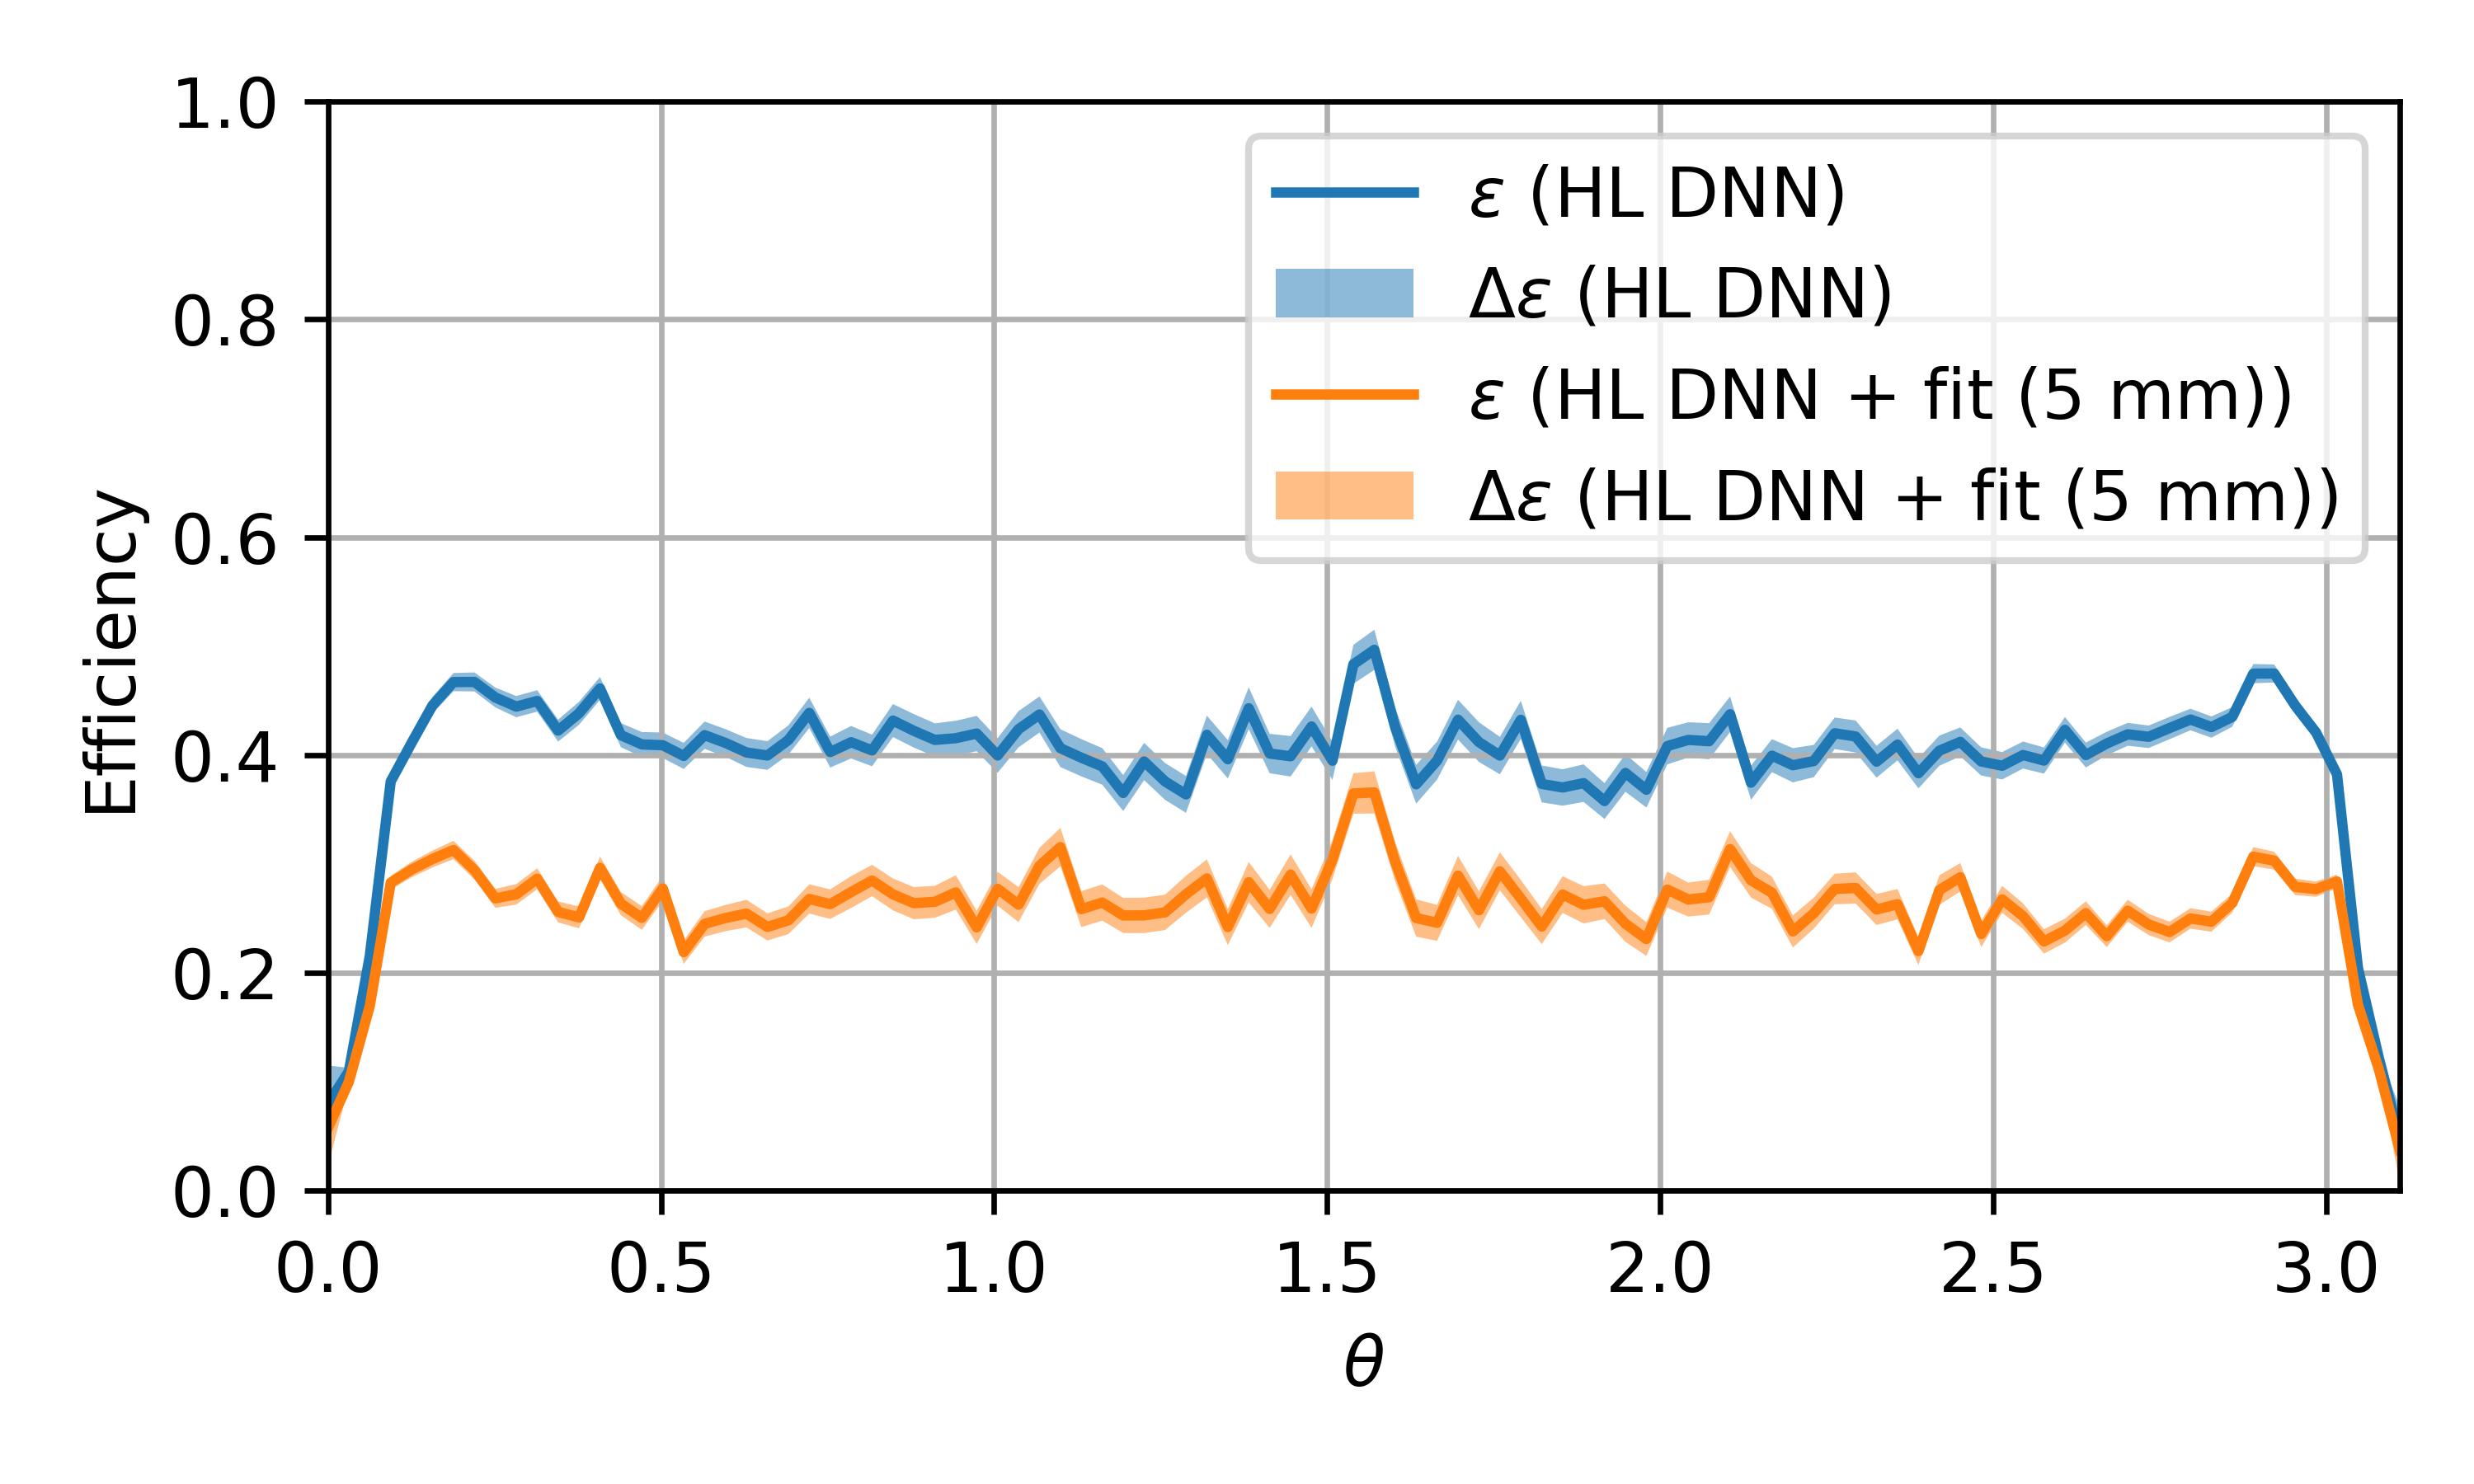 1.0
0.8
0.6
0.4
0.2
0.0
Efficiency
ε (HL DNN)
Δε (HL DNN)
ε (HL DNN + fit (5 mm))
Δε (HL DNN + fit (5 mm))
0.0 0.5 1.0 1.5 2.0 2.5 3.0
θ